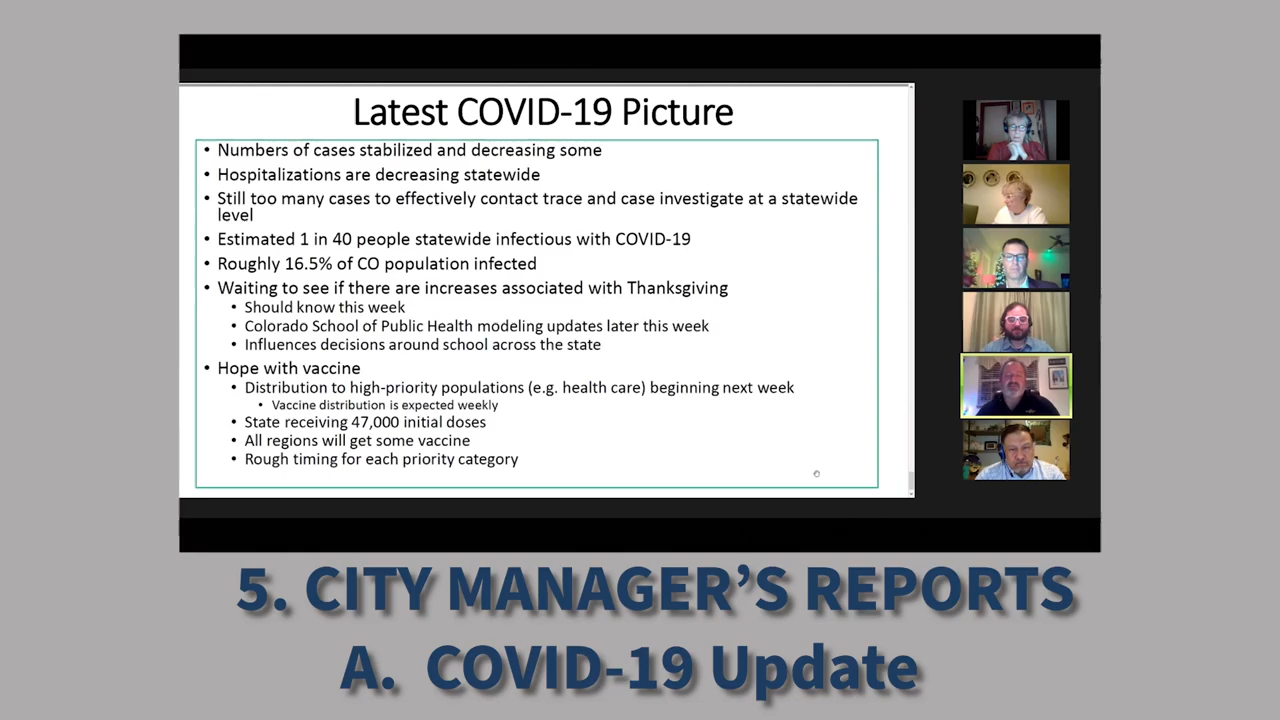 Latest COVID-19 Picture
• Numbers of cases stabilized and decreasing some
• Hospitalizations are decreasing statewide
• Still too many cases to effectively contact trace and case investigate at a statewide
level
• Estimated 1 in 40 people statewide infectious with COVID-19
• Roughly 16.5% of CO population infected
• Waiting to see if there are increases associated with Thanksgiving
• Should know this week
• Colorado School of Public Health modeling updates later this week
• Influences decisions around school across the state
• Hope with vaccine
• Distribution to high-priority populations (e.g. health care) beginning next week
• Vaccine distribution is expected weekly
• State receiving 47,000 initial doses
• All regions will get some vaccine
• Rough timing for each priority category
5. CITY MANAGER’S REPORTS
A. COVID-19 Update